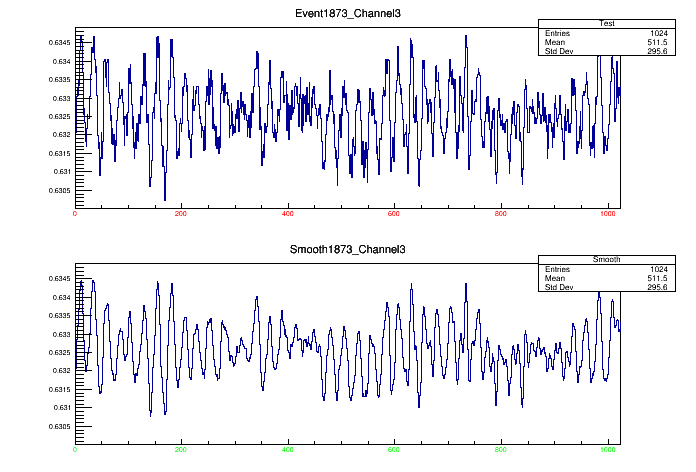 Event1873_Channel3
Test
Entries 1024
Mean 511.5
Std Dev 295.6
0.6345
0.634
0.6335
0.633
0.6325
0.632
0.6315
0.631
0.6305
0 200 400 600 800 1000
Smooth1873_Channel3
Smooth
Entries 1024
Mean 511.5
Std Dev 295.6
0.6345
0.634
0.6335
0.633
0.6325
0.632
0.6315
0.631
0.6305
0 200 400 600 800 1000